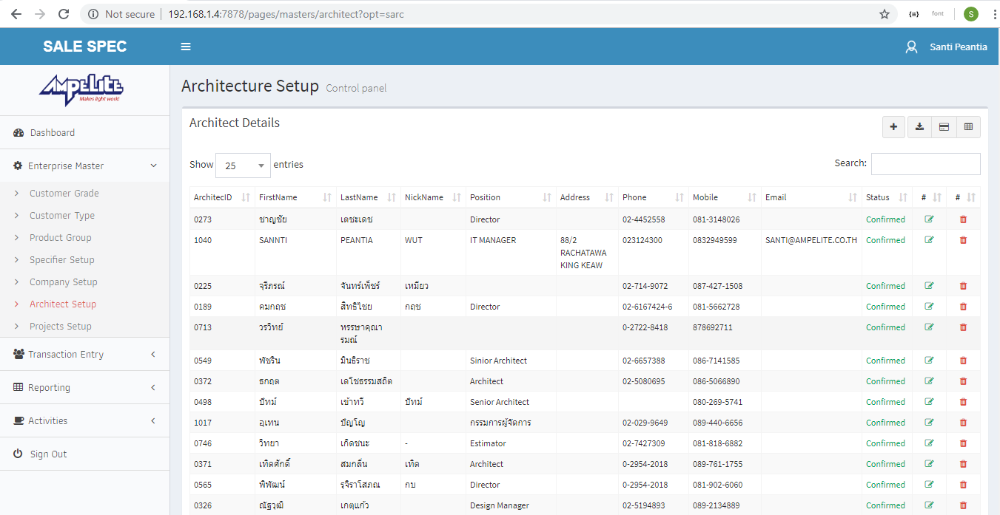 Not secure | 192.168.1.4:7878/pages/masters/architect?opt=sarc font S
SALE SPEC Santi Peantia
AMPELITE
Makes light work!
Dashboard
Enterprise Master
Customer Grade
Customer Type
Product Group
Specifier Setup
Company Setup
Architect Setup
Projects Setup
Transaction Entry
Reporting
Activities
Sign Out
Architecture Setup Control panel
Architect Details
Show 25 entries Search:
ArchitecID FirstName LastName NickName Position Address Phone Mobile Email Status # #
0273 ชาญชัย เตชะเดช Director 02-4452558 081-3148026 Confirmed
1040 SANNTI PEANTIA WUT IT MANAGER 88/2 023124300 0832949599 SANTI@AMPELITE.CO.TH Confirmed
RACHATAWA
KING KEAW
0225 จุรีภรณ์ จันทร์เพ็ชร์ เหมียว 02-714-9072 087-427-1508 Confirmed
0189 คมกฤช สิทธิไชย กฤช Director 02-6167424-6 081-5662728 Confirmed
0713 วรวิทย์ หรรษาคุณา 0-2722-8418 878692711 Confirmed
รมณ์
0549 พัชริน มินธิราช Sinior Architect 02-6657388 086-7141585 Confirmed
0372 ธกฤต เดโชธรรมสถิต Architect 02-5080695 086-5066890 Confirmed
0498 ปัทม์ เข้าทวี ปัทม์ Senior Architect 080-269-5741 Confirmed
1017 อุเทน ปัญโญ กรรมการผู้จัดการ 02-029-9649 089-440-6656 Confirmed
0746 วิทยา เกิดชนะ - Estimator 02-7427309 081-818-6882 Confirmed
0371 เทิดศักดิ์ สมกลิ่น เทิด Architect 0-2954-2018 089-761-1755 Confirmed
0565 พิพัฒน์ รุจิราโสภณ กบ Director 0-2954-2018 081-902-6060 Confirmed
0326 ณัฐวุฒิ เกตุแก้ว Design Manager 02-5194893 089-2134889 Confirmed